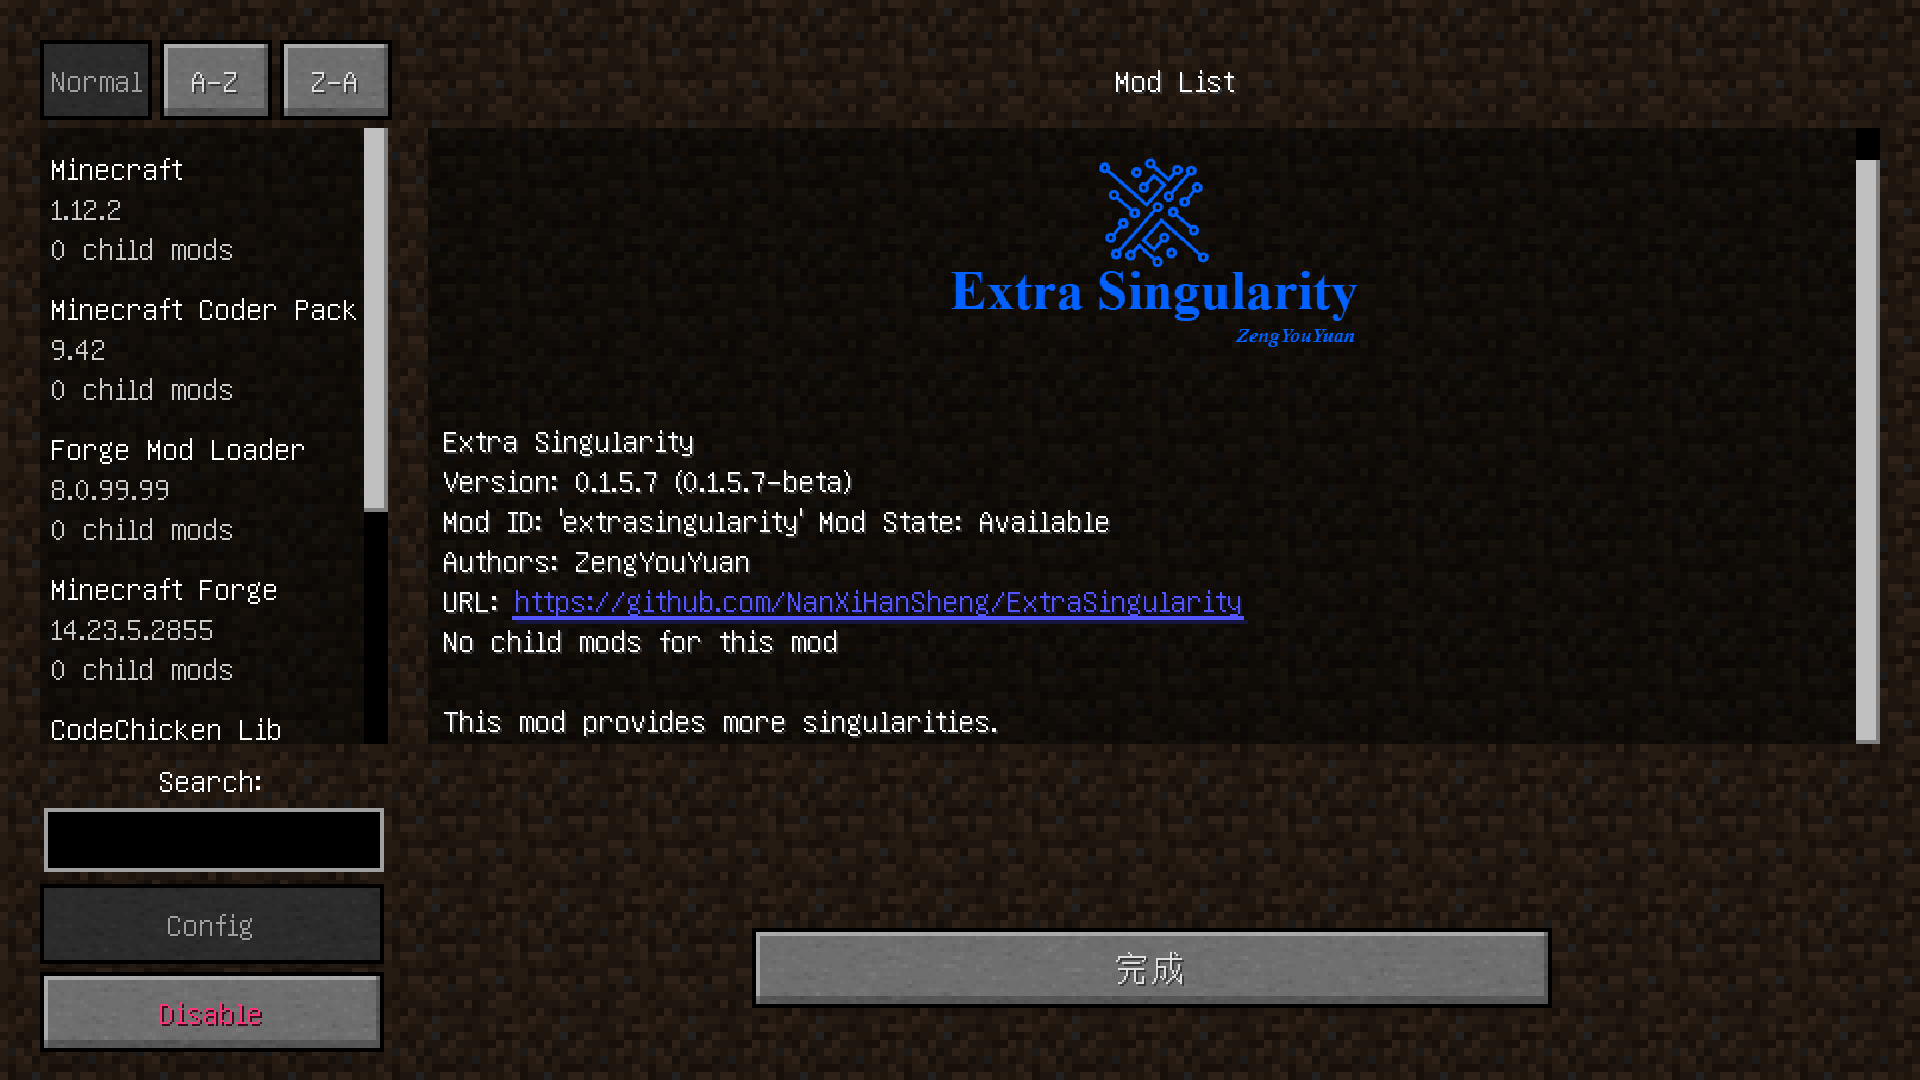 Normal
A-Z
Z-A
Mod List
Minecraft
1.12.2
0 child mods
Minecraft Coder Pack
9.42
0 child mods
Forge Mod Loader
8.0.99.99
0 child mods
Minecraft Forge
14.23.5.2855
0 child mods
CodeChicken Lib
Search:
Config
Disable
Extra Singularity
ZengYouYuan
Extra Singularity
Version: 0.1.5.7 (0.1.5.7-beta)
Mod ID: 'extrasingularity' Mod State: Available
Authors: ZengYouYuan
URL: https://github.com/NanXiHanSheng/ExtraSingularity
No child mods for this mod
This mod provides more singularities.
完成